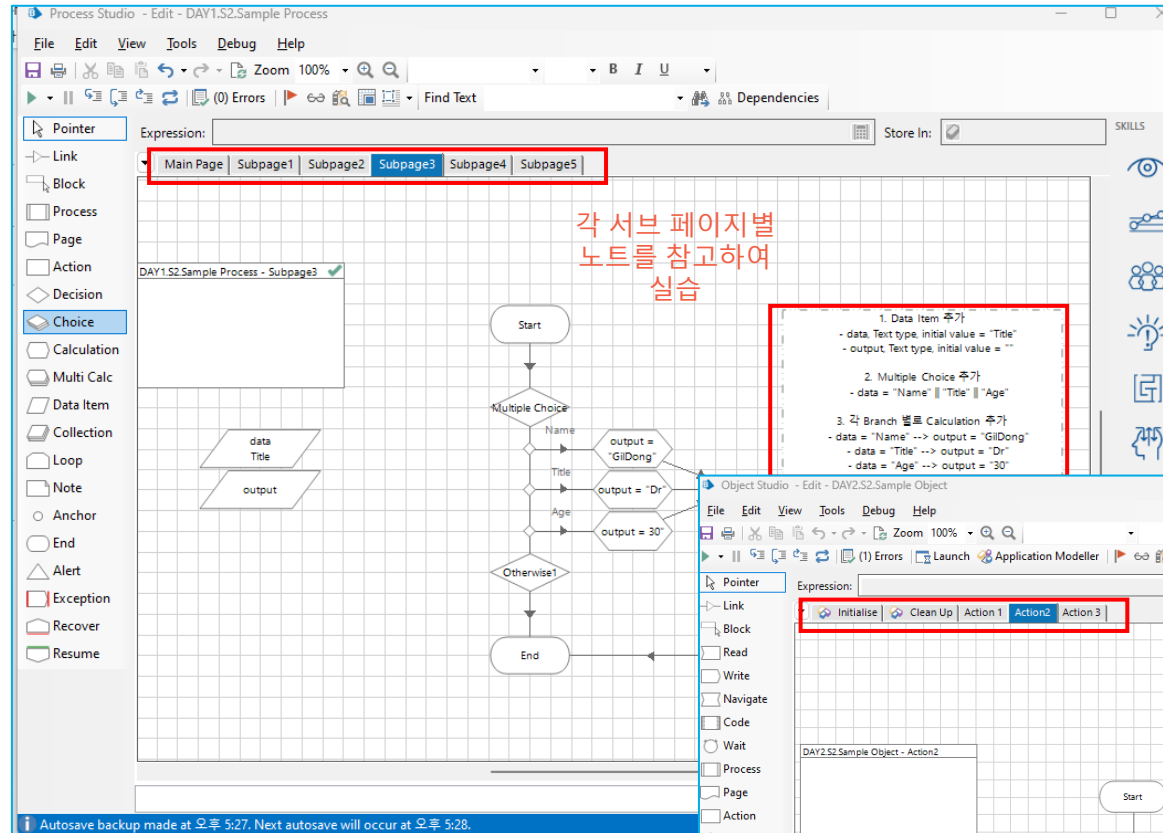 Process Studio - Edit - DAY1.S2.Sample Process
File Edit View Tools Debug Help
Zoom 100% B I U
(0) Errors Find Text Dependencies
Pointer
Link
Block
Process
Page
Action
Decision
Choice
Calculation
Multi Calc
Data Item
Collection
Loop
Note
Anchor
End
Alert
Exception
Recover
Resume
Expression: Store In:
SKILLS
Main Page Subpage1 Subpage2 Subpage3 Subpage4 Subpage5
각 서브 페이지별
노트를 참고하여
실습
DAY1.S2.Sample Process - Subpage3
data
Title
output
Start
Multiple Choice
Name
output =
"GilDong"
Title
output = "Dr"
Age
output = 30"
Otherwise1
End
1. Data Item 추가
- data, Text type, initial value = "Title"
- output, Text type, initial value = ""
2. Multiple Choice 추가
- data = "Name" || "Title" || "Age"
3. 각 Branch 별로 Calculation 추가
- data = "Name" --> output = "GilDong"
- data = "Title" --> output = "Dr"
- data = "Age" --> output = "30"
Object Studio - Edit - DAY2.S2.Sample Object
File Edit View Tools Debug Help
Zoom 100%
(1) Errors Launch Application Modeller
Pointer
Link
Block
Read
Write
Navigate
Code
Wait
Process
Page
Action
Expression:
Initialise Clean Up Action 1 Action2 Action 3
DAY2.S2.Sample Object - Action2
Start
Autosave backup made at 오후 5:27. Next autosave will occur at 오후 5:28.